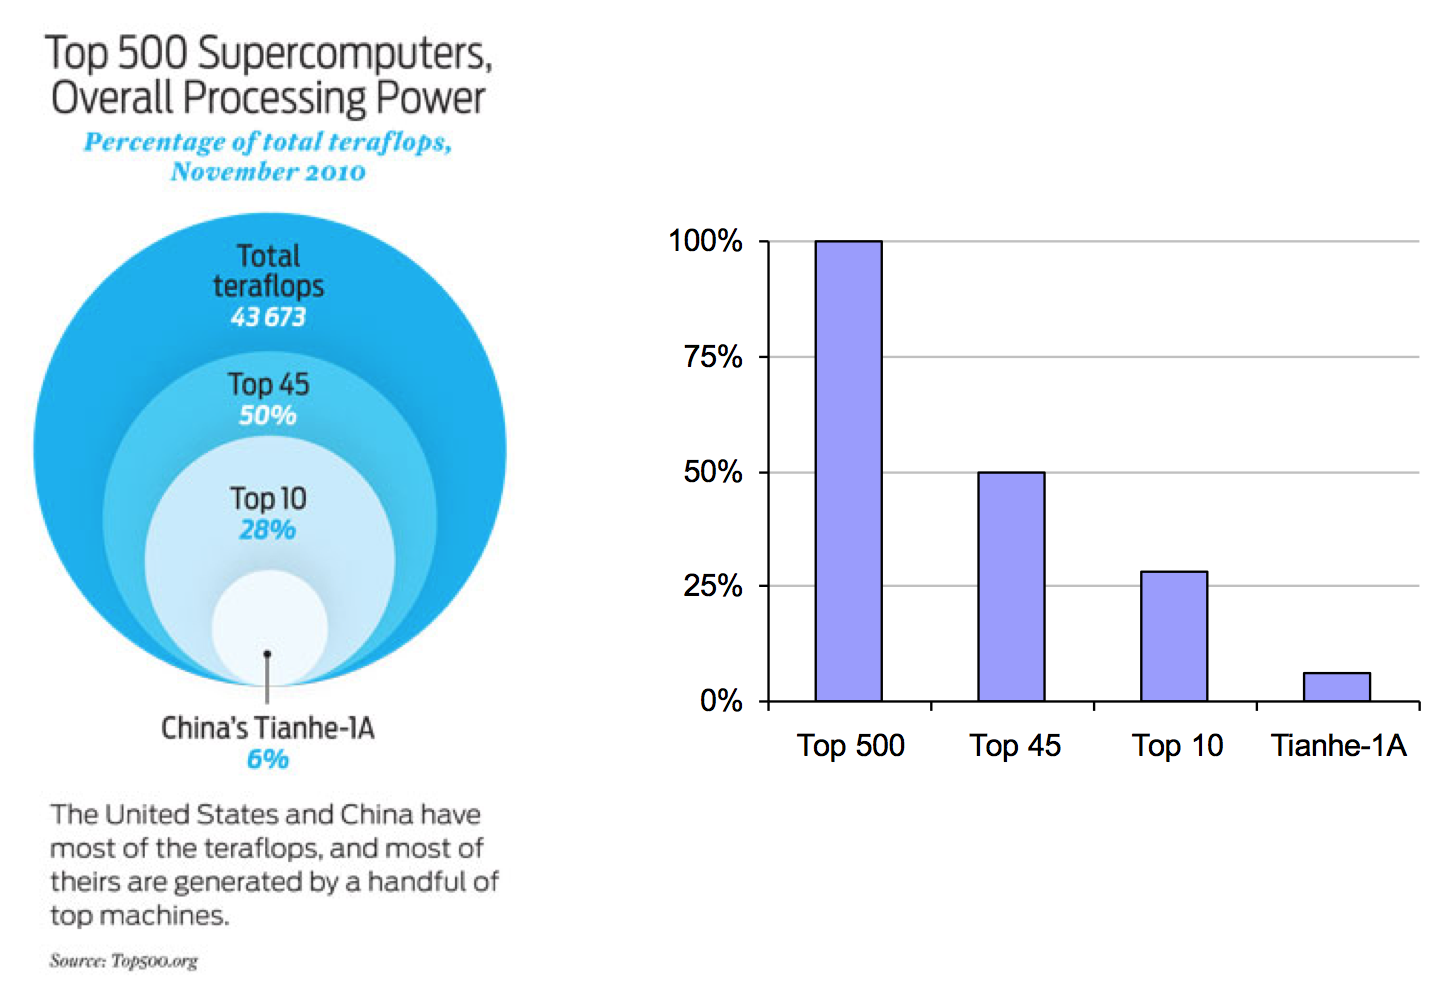 Top 500 Supercomputers,
Overall Processing Power
Percentage of total teraflops,
November 2010
Total
teraflops
43 673
Top 45
50%
Top 10
28%
China's Tianhe-1A
6%
The United States and China have
most of the teraflops, and most of
theirs are generated by a handful of
top machines.
Source: Top500.org
100%
75%
50%
25%
0%
Top 500 Top 45 Top 10 Tianhe-1A